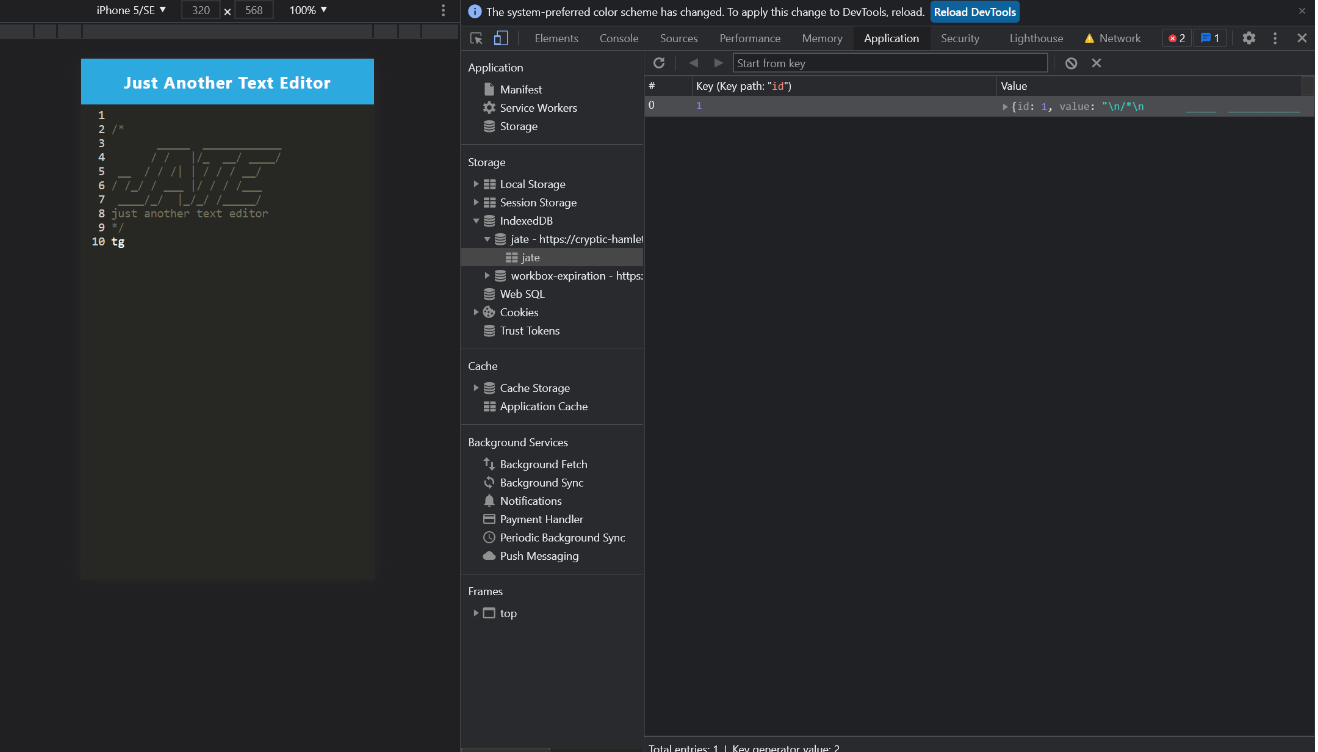 iPhone 5/SE ▼ 320 × 568 100% ▼
Just Another Text Editor
1
2 /*
3        _____  ____________
4       / /   |/_  __/ ____/
5  __  / / /| | / / / __/
6 / /_/ / ___ |/ / / /___
7  ____/_/  |_/_/ /_____/
8 just another text editor
9 */
10 tg
The system-preferred color scheme has changed. To apply this change to DevTools, reload. Reload DevTools
Elements Console Sources Performance Memory Application Security Lighthouse Network 2 1
Application
Manifest
Service Workers
Storage
Storage
Local Storage
Session Storage
IndexedDB
jate - https://cryptic-hamlet
jate
workbox-expiration - https:
Web SQL
Cookies
Trust Tokens
Cache
Cache Storage
Application Cache
Background Services
Background Fetch
Background Sync
Notifications
Payment Handler
Periodic Background Sync
Push Messaging
Frames
top
Start from key
# Key (Key path: "id") Value
0 1 {id: 1, value: "\n/*\n       _____  ____________
Total entries: 1 | Key generator value: 2